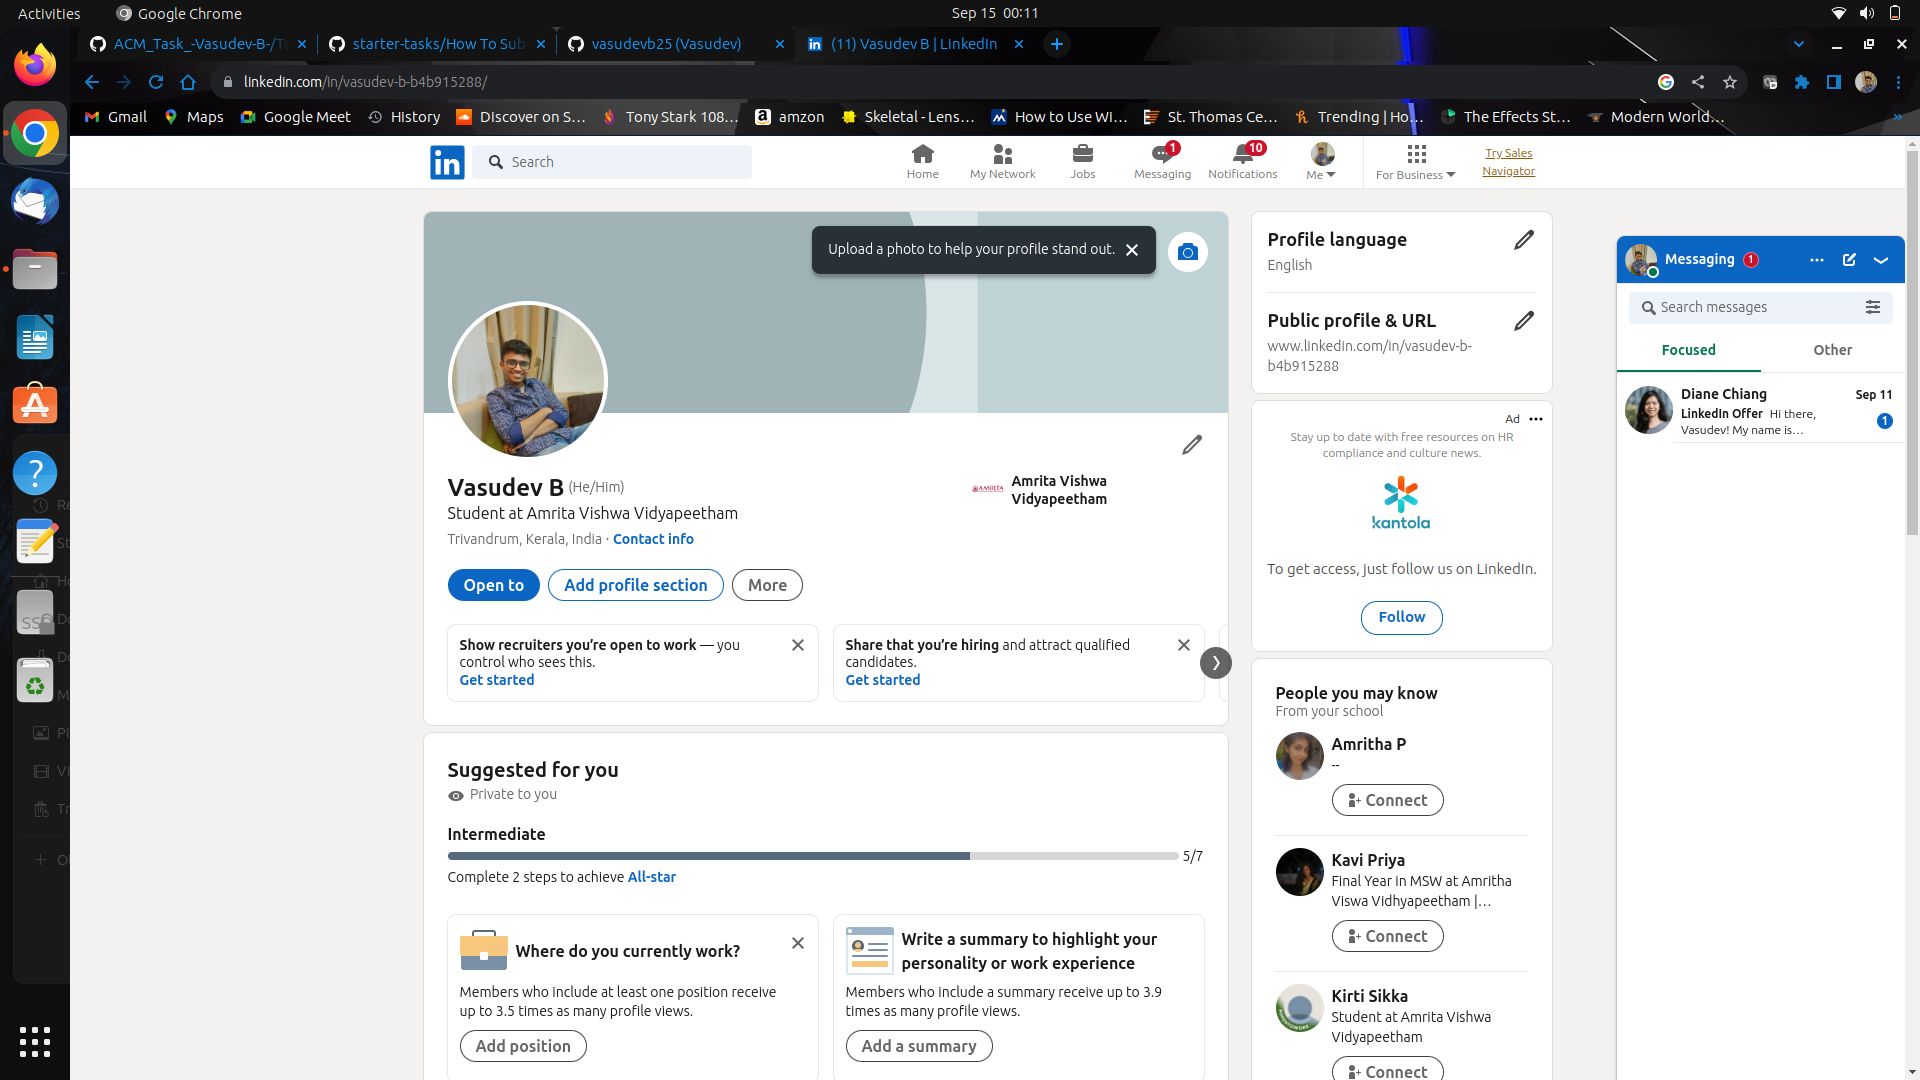 Activities
Google Chrome
Sep 15 00:11
ACM_Task_-Vasudev-B-/Ta
starter-tasks/How To Sub
vasudevb25 (Vasudev)
(11) Vasudev B | LinkedIn
linkedin.com/in/vasudev-b-b4b915288/
Gmail
Maps
Google Meet
History
Discover on S...
Tony Stark 108...
amzon
Skeletal - Lens...
How to Use WI...
St. Thomas Ce...
Trending | Ho...
The Effects St...
Modern World...
in
Search
Home
My Network
Jobs
1
Messaging
10
Notifications
Me
For Business
Try Sales
Navigator
Upload a photo to help your profile stand out.
Vasudev B (He/Him)
Student at Amrita Vishwa Vidyapeetham
Trivandrum, Kerala, India · Contact info
AMRITA
Amrita Vishwa
Vidyapeetham
Open to
Add profile section
More
Show recruiters you’re open to work — you
control who sees this.
Get started
Share that you’re hiring and attract qualified
candidates.
Get started
Suggested for you
Private to you
Intermediate
5/7
Complete 2 steps to achieve All-star
Where do you currently work?
Members who include at least one position receive
up to 3.5 times as many profile views.
Add position
Write a summary to highlight your
personality or work experience
Members who include a summary receive up to 3.9
times as many profile views.
Add a summary
Profile language
English
Public profile & URL
www.linkedin.com/in/vasudev-b-
b4b915288
Ad
Stay up to date with free resources on HR
compliance and culture news.
kantola
To get access, just follow us on LinkedIn.
Follow
People you may know
From your school
Amritha P
--
Connect
Kavi Priya
Final Year in MSW at Amritha
Viswa Vidhyapeetham |...
Connect
Kirti Sikka
Student at Amrita Vishwa
Vidyapeetham
Connect
Messaging
1
Search messages
Focused
Other
Diane Chiang
Sep 11
LinkedIn Offer Hi there,
Vasudev! My name is...
1